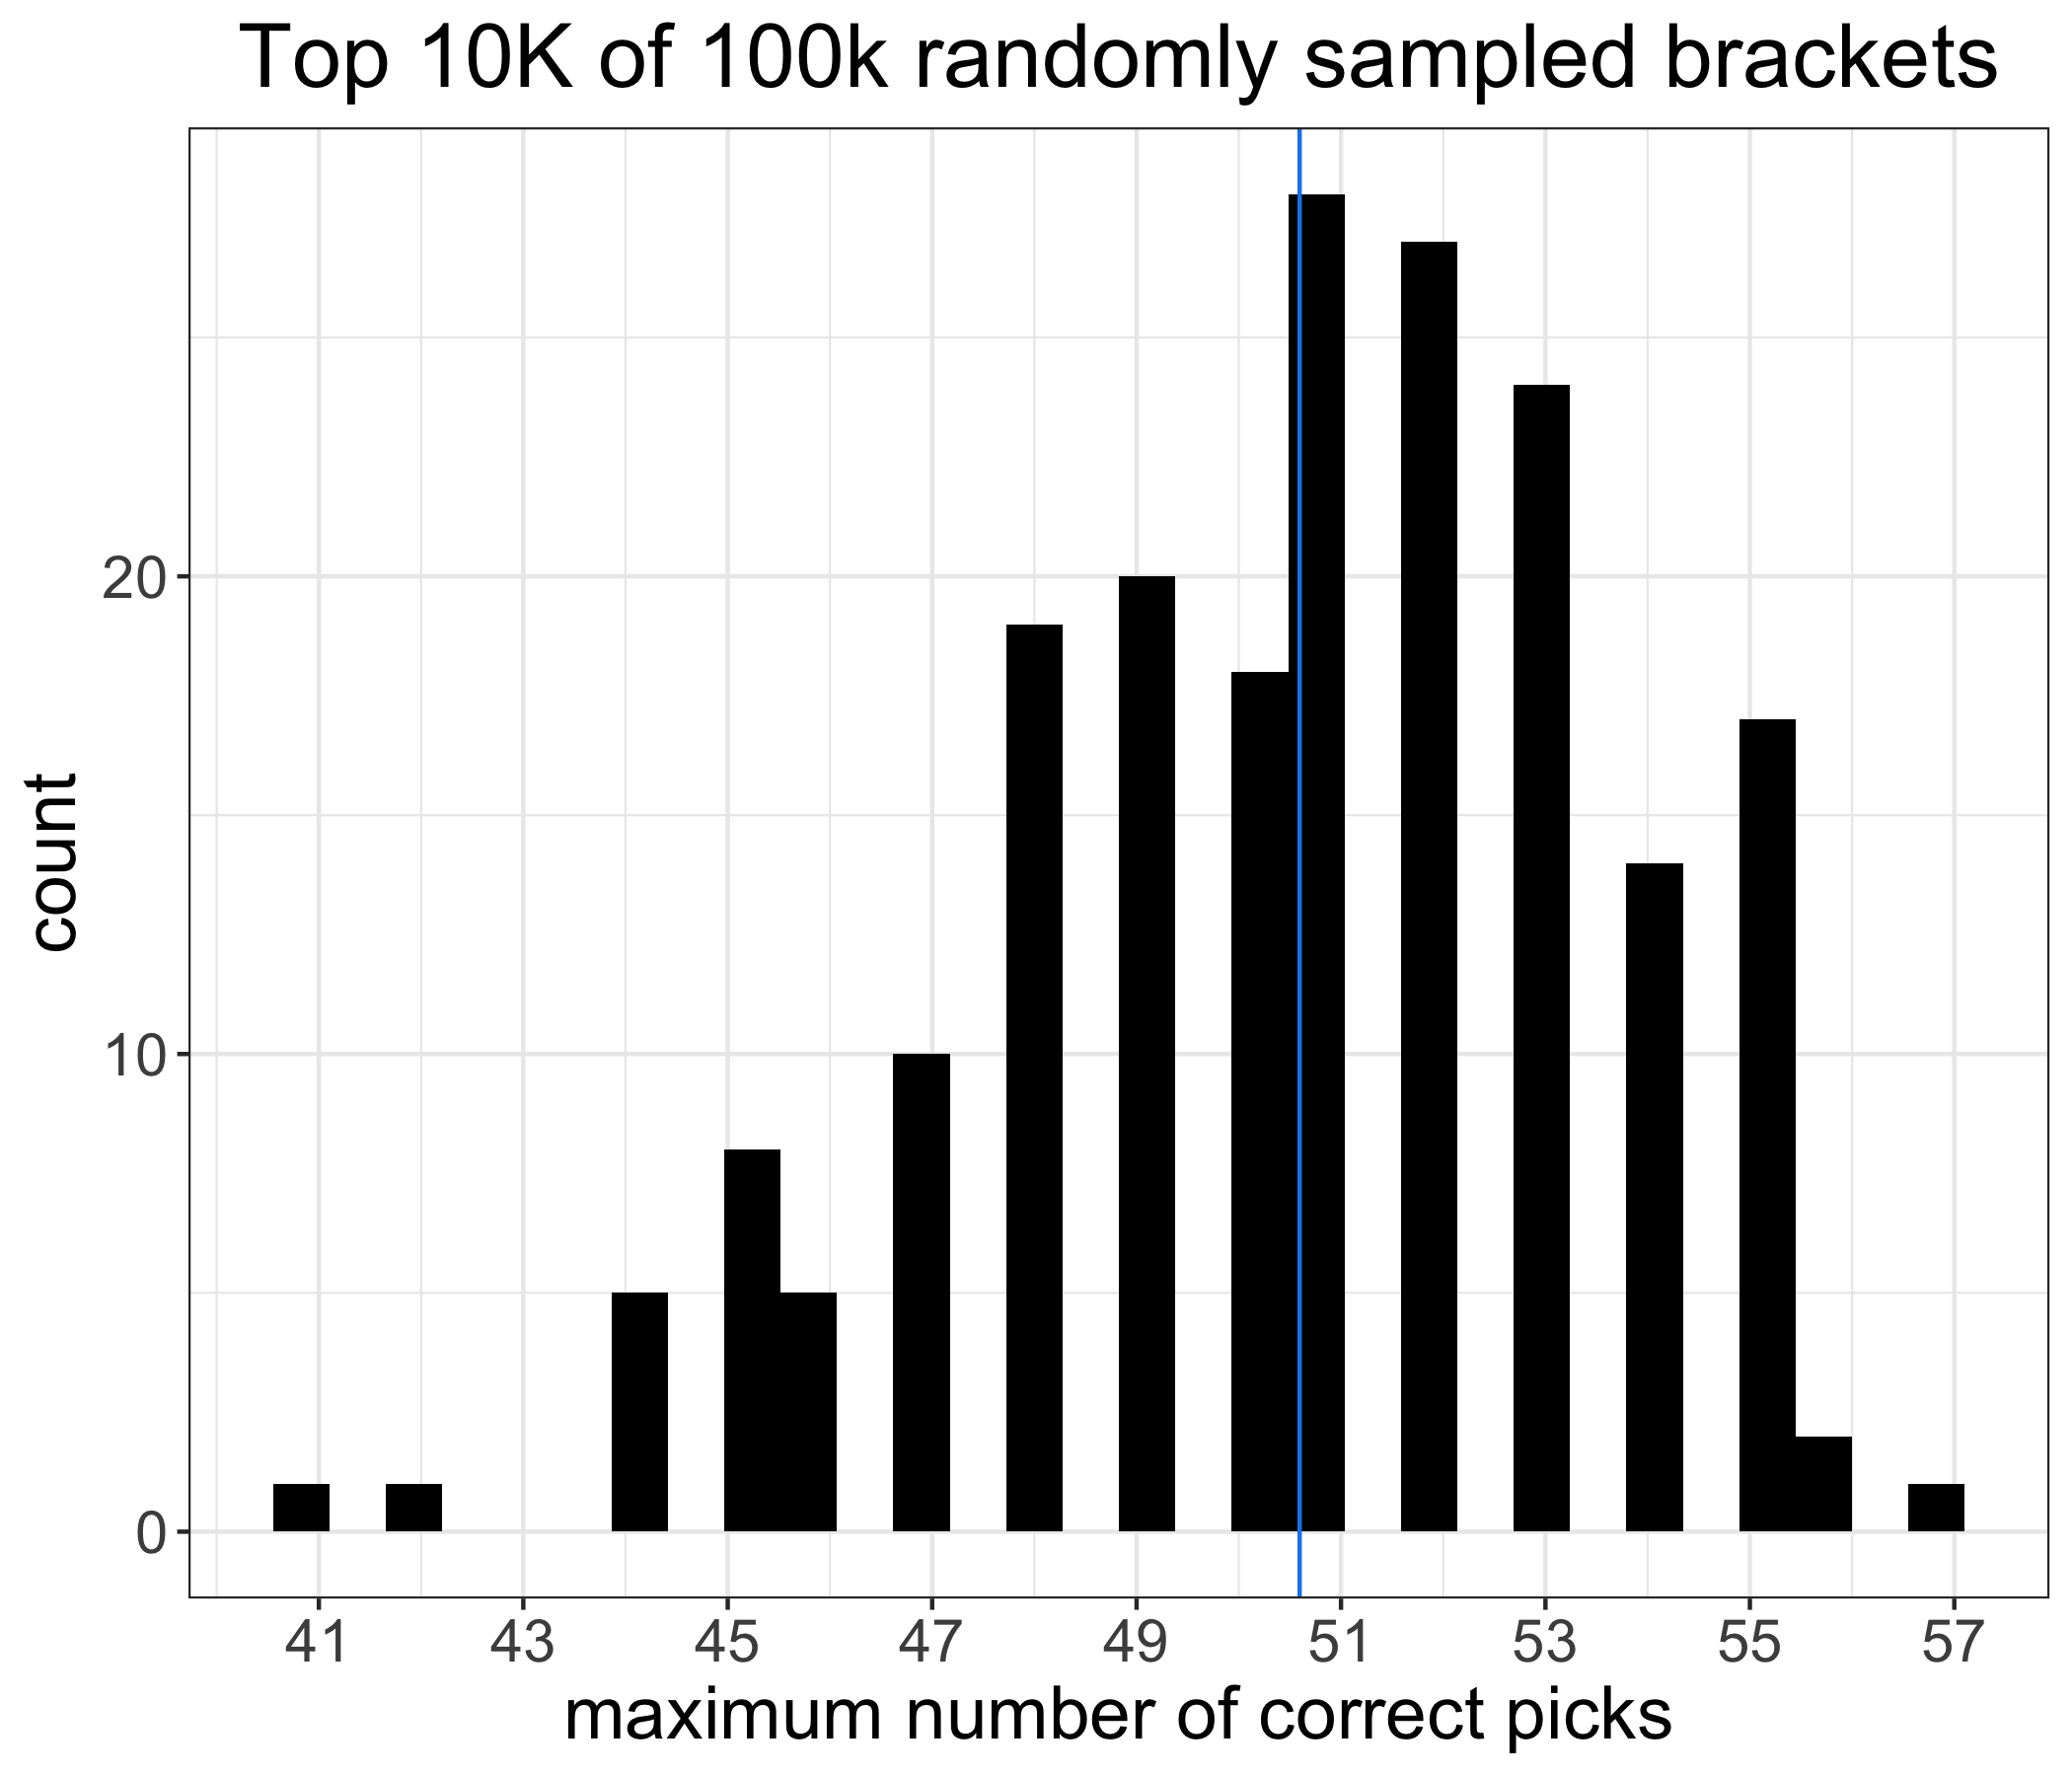 Top 10K of 100k randomly sampled brackets
count
20
10
0
41 43 45 47 49 51 53 55 57
maximum number of correct picks